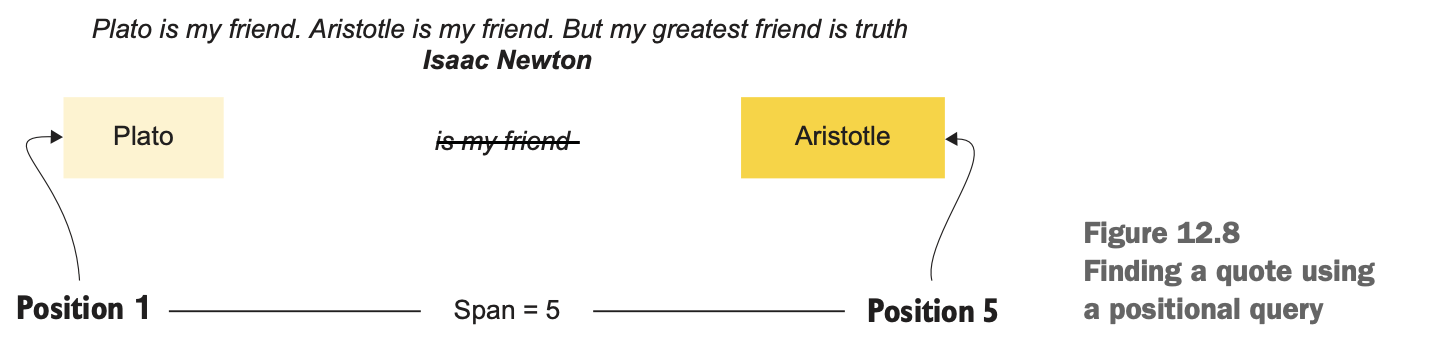 Plato is my friend. Aristotle is my friend. But my greatest friend is truth
Isaac Newton
Plato
is my friend
Aristotle
Position 1
Span = 5
Position 5
Figure 12.8
Finding a quote using
a positional query